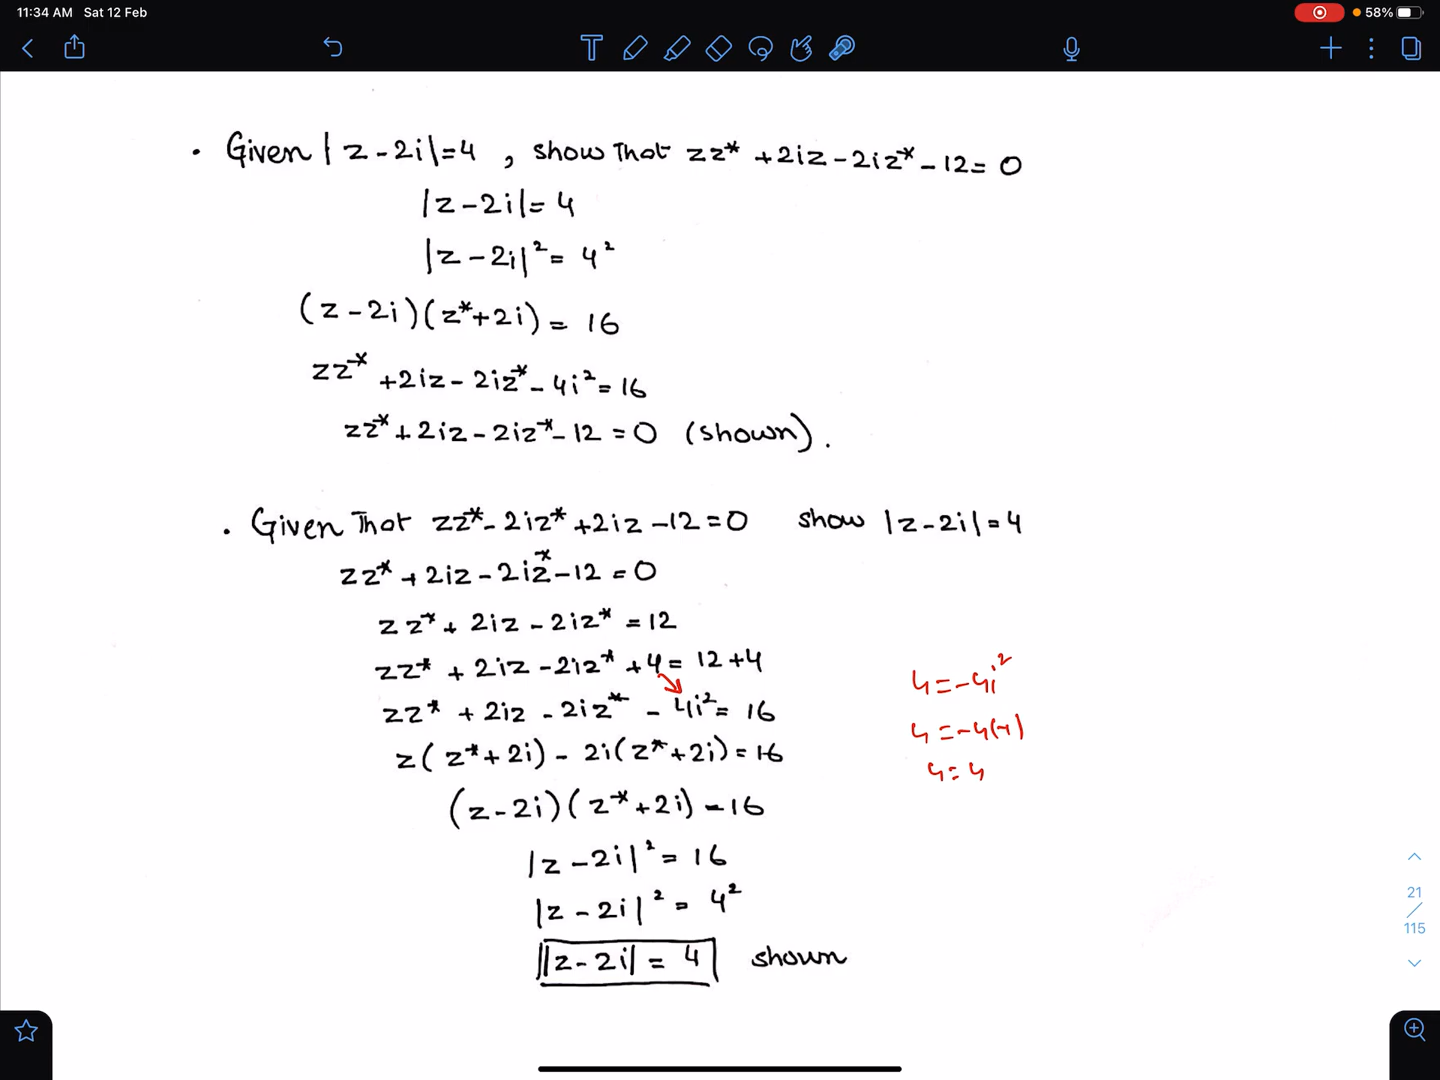 11:34 AM Sat 12 Feb 58%
T
• Given |z-2i|=4 , show That zz* +2iz-2iz*-12=0
|z-2i|=4
|z-2i|²=4²
(z-2i)(z*+2i)=16
zz* +2iz-2iz*-4i²=16
zz*+2iz-2iz*-12=0 (shown).
. Given That zz*-2iz*+2iz-12=0 show |z-2i|=4
zz*+2iz-2iz*-12=0
zz*+2iz-2iz*=12
zz*+2iz-2iz*+4=12+4
4=-4i²
zz*+2iz-2iz*-4i²=16
4=-4(-1)
z(z*+2i)-2i(z*+2i)=16
4=4
(z-2i)(z*+2i)=16
|z-2i|²=16
21
|z-2i|²=4²
115
|z-2i|=4 shown